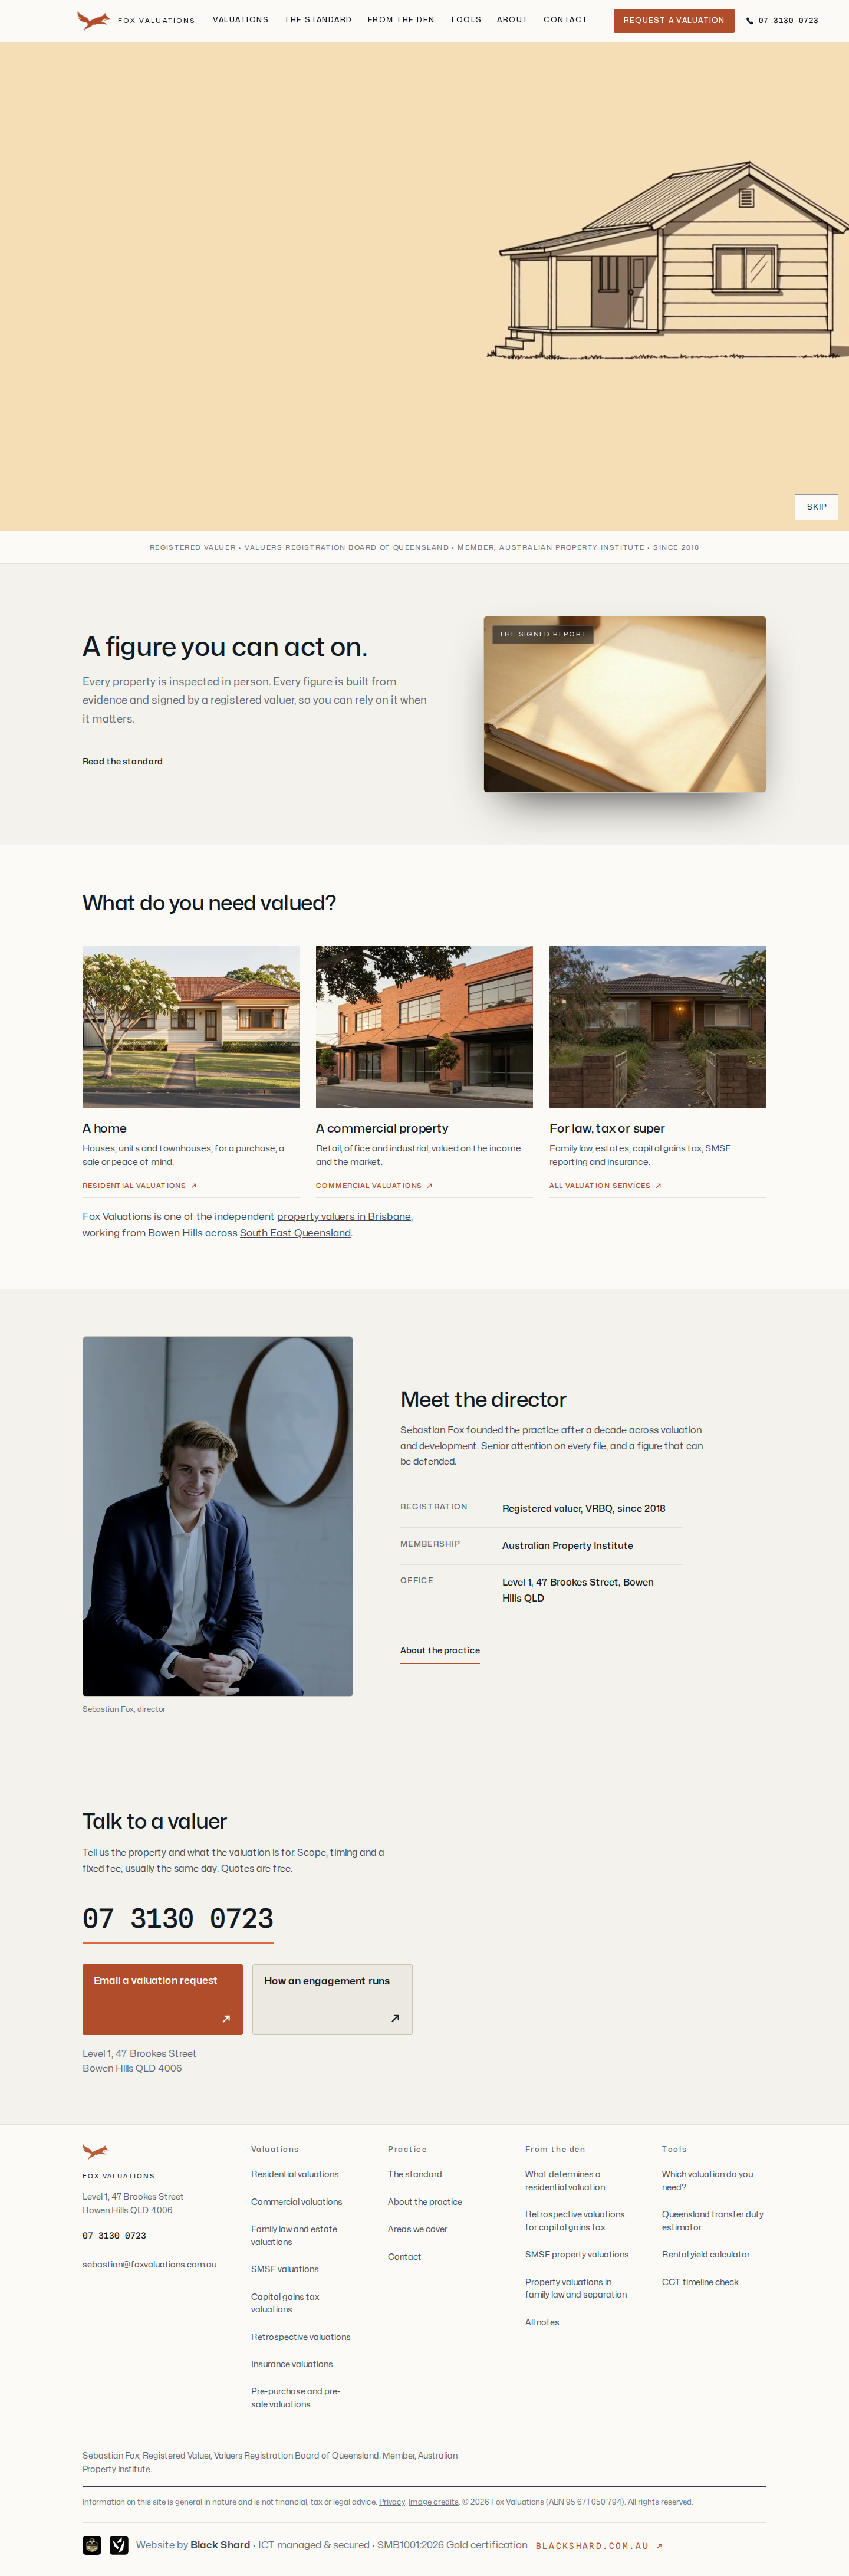 FOX VALUATIONS
VALUATIONS
THE STANDARD
FROM THE DEN
TOOLS
ABOUT
CONTACT
REQUEST A VALUATION
07 3130 0723
SKIP
REGISTERED VALUER • VALUERS REGISTRATION BOARD OF QUEENSLAND • MEMBER, AUSTRALIAN PROPERTY INSTITUTE • SINCE 2018
A figure you can act on.
Every property is inspected in person. Every figure is built from
evidence and signed by a registered valuer, so you can rely on it when
it matters.
Read the standard
THE SIGNED REPORT
What do you need valued?
A home
Houses, units and townhouses, for a purchase, a
sale or peace of mind.
RESIDENTIAL VALUATIONS ↗
A commercial property
Retail, office and industrial, valued on the income
and the market.
COMMERCIAL VALUATIONS ↗
For law, tax or super
Family law, estates, capital gains tax, SMSF
reporting and insurance.
ALL VALUATION SERVICES ↗
Fox Valuations is one of the independent property valuers in Brisbane,
working from Bowen Hills across South East Queensland.
Sebastian Fox, director
Meet the director
Sebastian Fox founded the practice after a decade across valuation
and development. Senior attention on every file, and a figure that can
be defended.
REGISTRATION
Registered valuer, VRBQ, since 2018
MEMBERSHIP
Australian Property Institute
OFFICE
Level 1, 47 Brookes Street, Bowen
Hills QLD
About the practice
Talk to a valuer
Tell us the property and what the valuation is for. Scope, timing and a
fixed fee, usually the same day. Quotes are free.
07 3130 0723
Email a valuation request
↗
How an engagement runs
↗
Level 1, 47 Brookes Street
Bowen Hills QLD 4006
FOX VALUATIONS
Level 1, 47 Brookes Street
Bowen Hills QLD 4006
07 3130 0723
sebastian@foxvaluations.com.au
Valuations
Residential valuations
Commercial valuations
Family law and estate
valuations
SMSF valuations
Capital gains tax
valuations
Retrospective valuations
Insurance valuations
Pre-purchase and pre-
sale valuations
Practice
The standard
About the practice
Areas we cover
Contact
From the den
What determines a
residential valuation
Retrospective valuations
for capital gains tax
SMSF property valuations
Property valuations in
family law and separation
All notes
Tools
Which valuation do you
need?
Queensland transfer duty
estimator
Rental yield calculator
CGT timeline check
Sebastian Fox, Registered Valuer, Valuers Registration Board of Queensland. Member, Australian
Property Institute.
Information on this site is general in nature and is not financial, tax or legal advice. Privacy. Image credits. © 2026 Fox Valuations (ABN 95 671 050 794). All rights reserved.
Website by Black Shard • ICT managed & secured • SMB1001:2026 Gold certification BLACKSHARD.COM.AU ↗